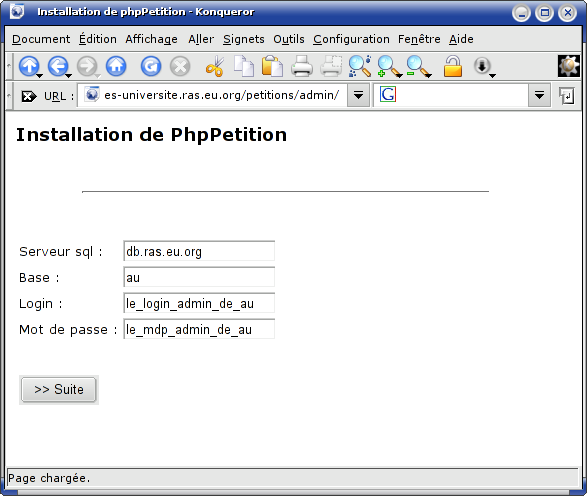 Installation de phpPetition - Konqueror
Document Édition Affichage Aller Signets Outils Configuration Fenêtre Aide
URL : es-universite.ras.eu.org/petitions/admin/ G
Installation de PhpPetition
Serveur sql : db.ras.eu.org
Base : au
Login : le_login_admin_de_au
Mot de passe : le_mdp_admin_de_au
>> Suite
Page chargée.